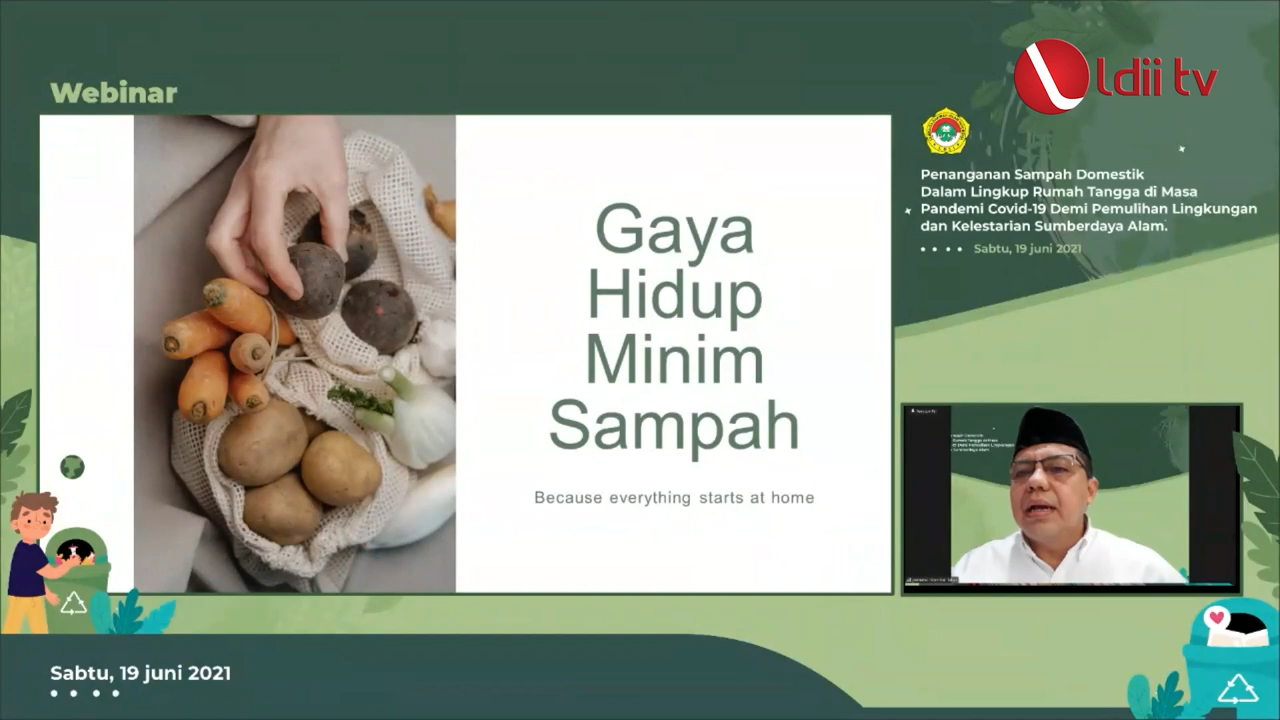 Webinar
ldii tv
Penanganan Sampah Domestik
Dalam Lingkup Rumah Tangga di Masa
Pandemi Covid-19 Demi Pemulihan Lingkungan
dan Kelestarian Sumberdaya Alam.
Sabtu, 19 juni 2021
Gaya
Hidup
Minim
Sampah
Because everything starts at home
Sabtu, 19 juni 2021